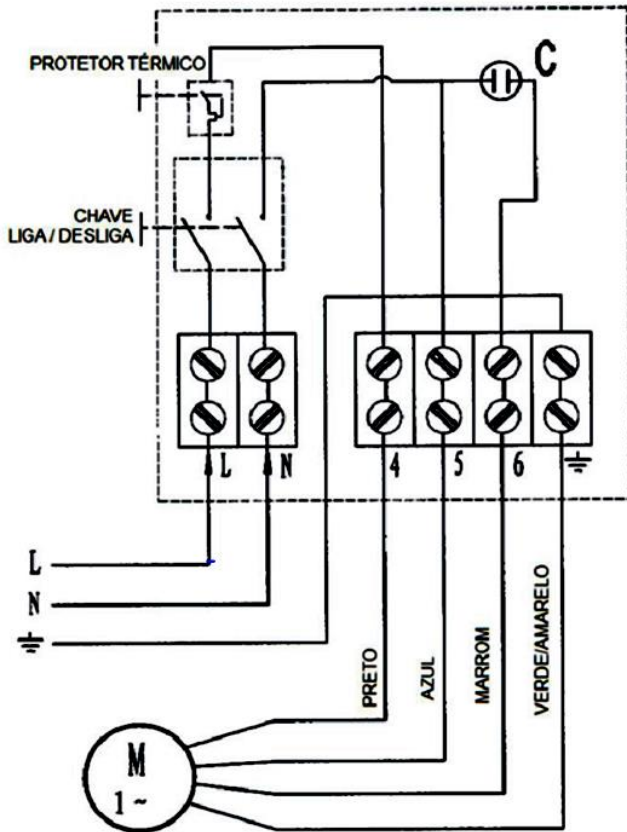 PROTETOR TÉRMICO
C
CHAVE
LIGA / DESLIGA
L N 4 5 6
L
N
PRETO
AZUL
MARROM
VERDE/AMARELO
M
1 ~